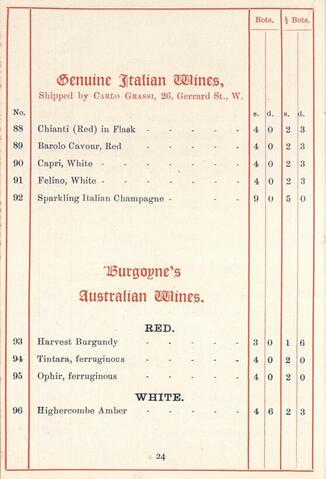 Bots. ½ Bots.
Genuine Italian Wines,
Shipped by CARLO GRASSI, 26, Gerrard St., W.
No. s. d. s. d.
88 Chianti (Red) in Flask - - - - - 4 0 2 3
89 Barolo Cavour, Red - - - - - 4 0 2 3
90 Capri, White - - - - - - 4 0 2 3
91 Felino, White - - - - - - 4 0 2 3
92 Sparkling Italian Champagne - - - - 9 0 5 0
Burgoyne's
Australian Wines.
RED.
93 Harvest Burgundy - - - - - 3 0 1 6
94 Tintara, ferruginous - - - - - 4 0 2 0
95 Ophir, ferruginous - - - - - 4 0 2 0
WHITE.
96 Highercombe Amber - - - - - 4 6 2 3
24